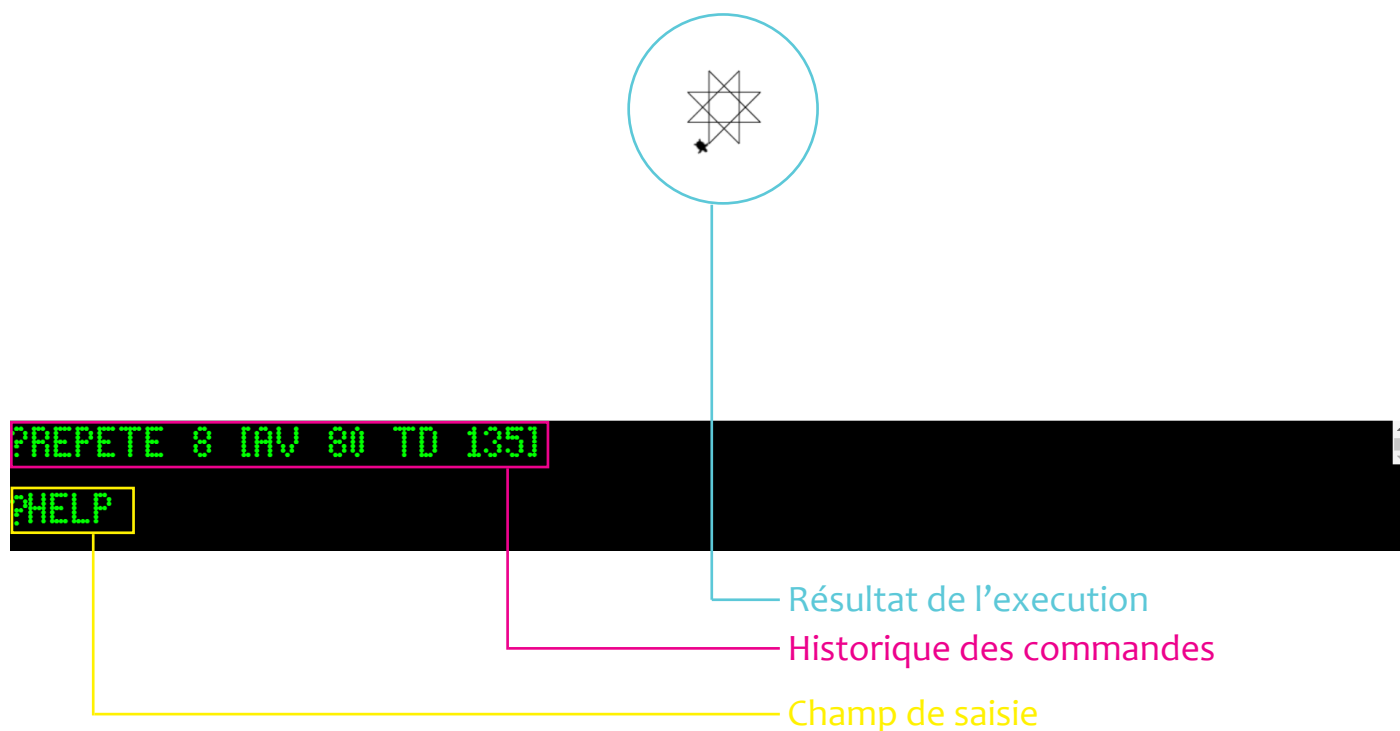 ?REPETE 8 [AV 80 TD 135]
?HELP
Résultat de l’execution
Historique des commandes
Champ de saisie